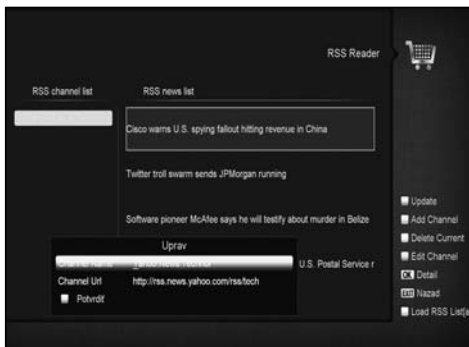 RSS Reader
RSS channel list
RSS news list
Cisco warns U.S. spying fallout hitting revenue in China
Twitter troll swarm sends JPMorgan running
Software pioneer McAfee says he will testify about murder in Belize
U.S. Postal Service r
Uprav
Channel Url http://rss.news.yahoo.com/rss/tech
Potvrdiť
Update
Add Channel
Delete Current
Edit Channel
OK Detail
EXIT Nazad
Load RSS List[a